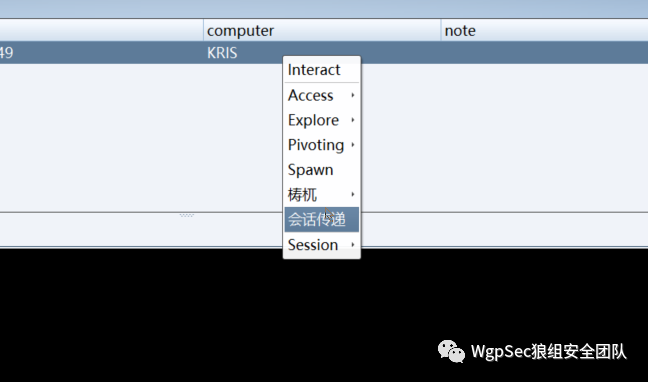 computer
note
49
KRIS
Interact
Access
Explore
Pivoting
Spawn
梼杌
会话传递
Session
WgpSec狼组安全团队